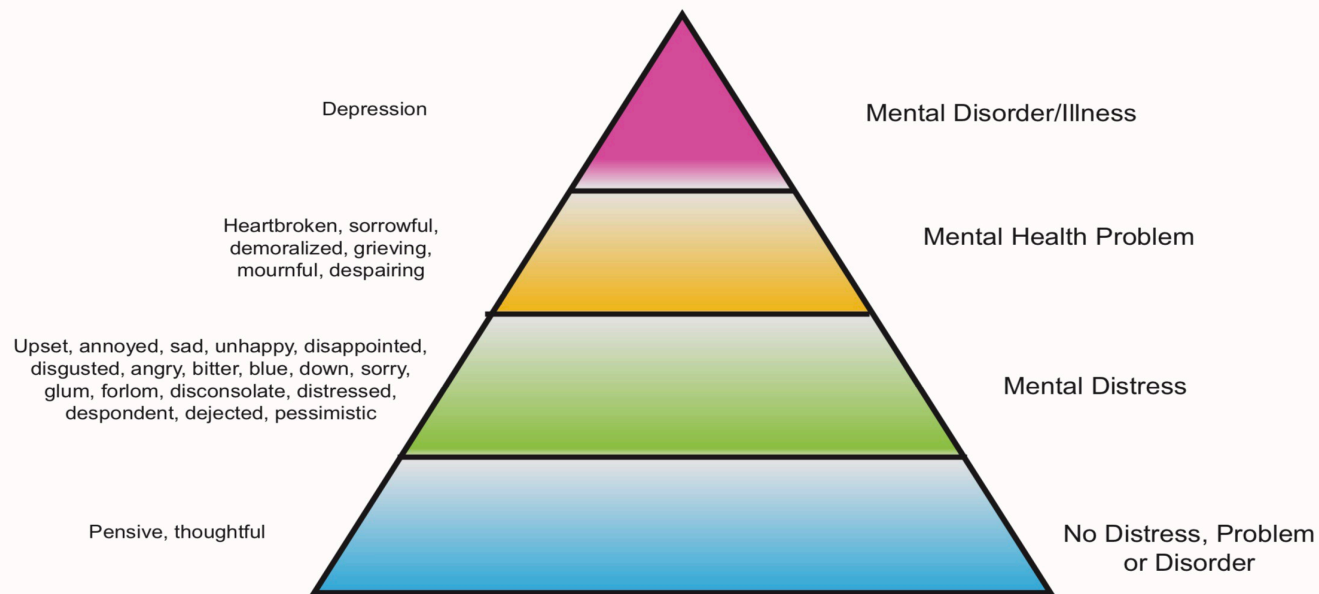 Depression
Mental Disorder/Illness
Heartbroken, sorrowful,
demoralized, grieving,
mournful, despairing
Mental Health Problem
Upset, annoyed, sad, unhappy, disappointed,
disgusted, angry, bitter, blue, down, sorry,
glum, forlom, disconsolate, distressed,
despondent, dejected, pessimistic
Mental Distress
Pensive, thoughtful
No Distress, Problem
or Disorder